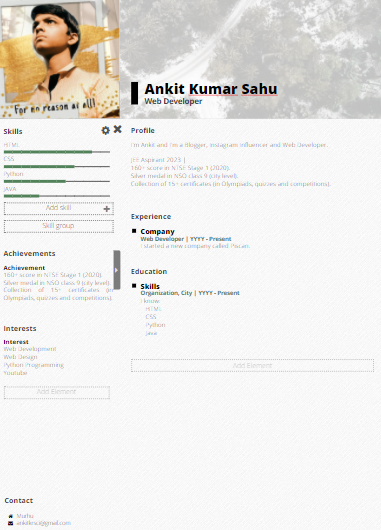 For en reason at all!
Ankit Kumar Sahu
Web Developer
Skills
HTML
CSS
Python
JAVA
Add skill
Skill group
Achievements
Achievement
160+ score in NTSE Stage 1 (2020).
Silver medal in NSO class 9 (city level).
Collection of 15+ certificates (in
Olympiads, quizzes and competitions).
Interests
Interest
Web Development
Web Design
Python Programming
Youtube
Add Element
Contact
Muthu
Profile
I'm Ankit and I'm a Blogger, Instagram Influencer and Web Developer.
JEE Aspirant 2023 |
160+ score in NTSE Stage 1 (2020).
Silver medal in NSO class 9 (city level).
Collection of 15+ certificates (in Olympiads, quizzes and competitions).
Experience
Company
Web Developer | YYYY - Present
I started a new company called Piscart.
Education
Skills
Organization, City | YYYY - Present
I know:
HTML
CSS
Python
Java
Add Element